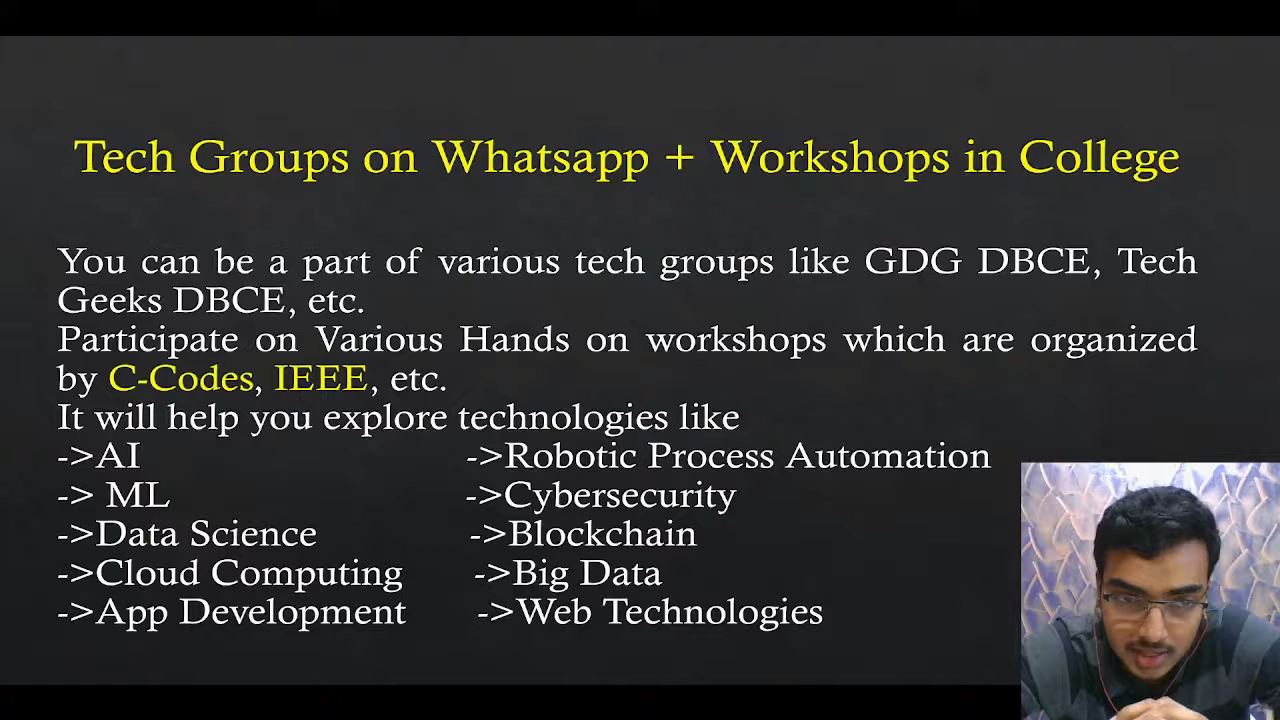 Tech Groups on Whatsapp + Workshops in College
You can be a part of various tech groups like GDG DBCE, Tech
Geeks DBCE, etc.
Participate on Various Hands on workshops which are organized
by C-Codes, IEEE, etc.
It will help you explore technologies like
->AI ->Robotic Process Automation
-> ML ->Cybersecurity
->Data Science ->Blockchain
->Cloud Computing ->Big Data
->App Development ->Web Technologies